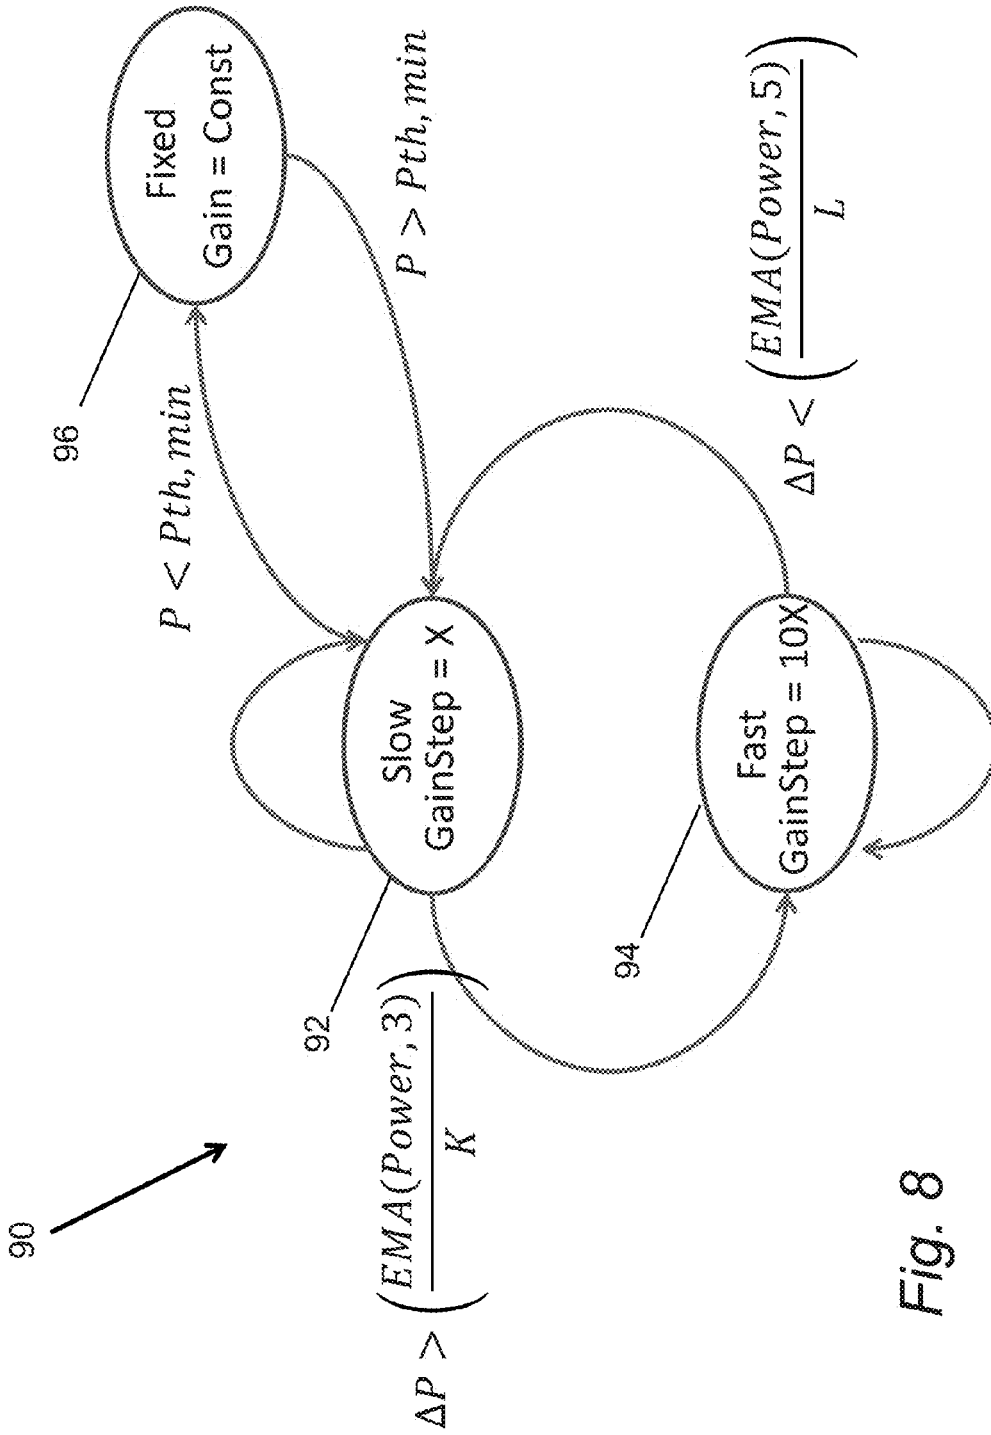 90
ΔP > (EMA(Power, 3) / K)
92
Slow
GainStep = X
P < Pth, min
96
Fixed
Gain = Const
P > Pth, min
94
Fast
GainStep = 10X
ΔP < (EMA(Power, 5) / L)
Fig. 8